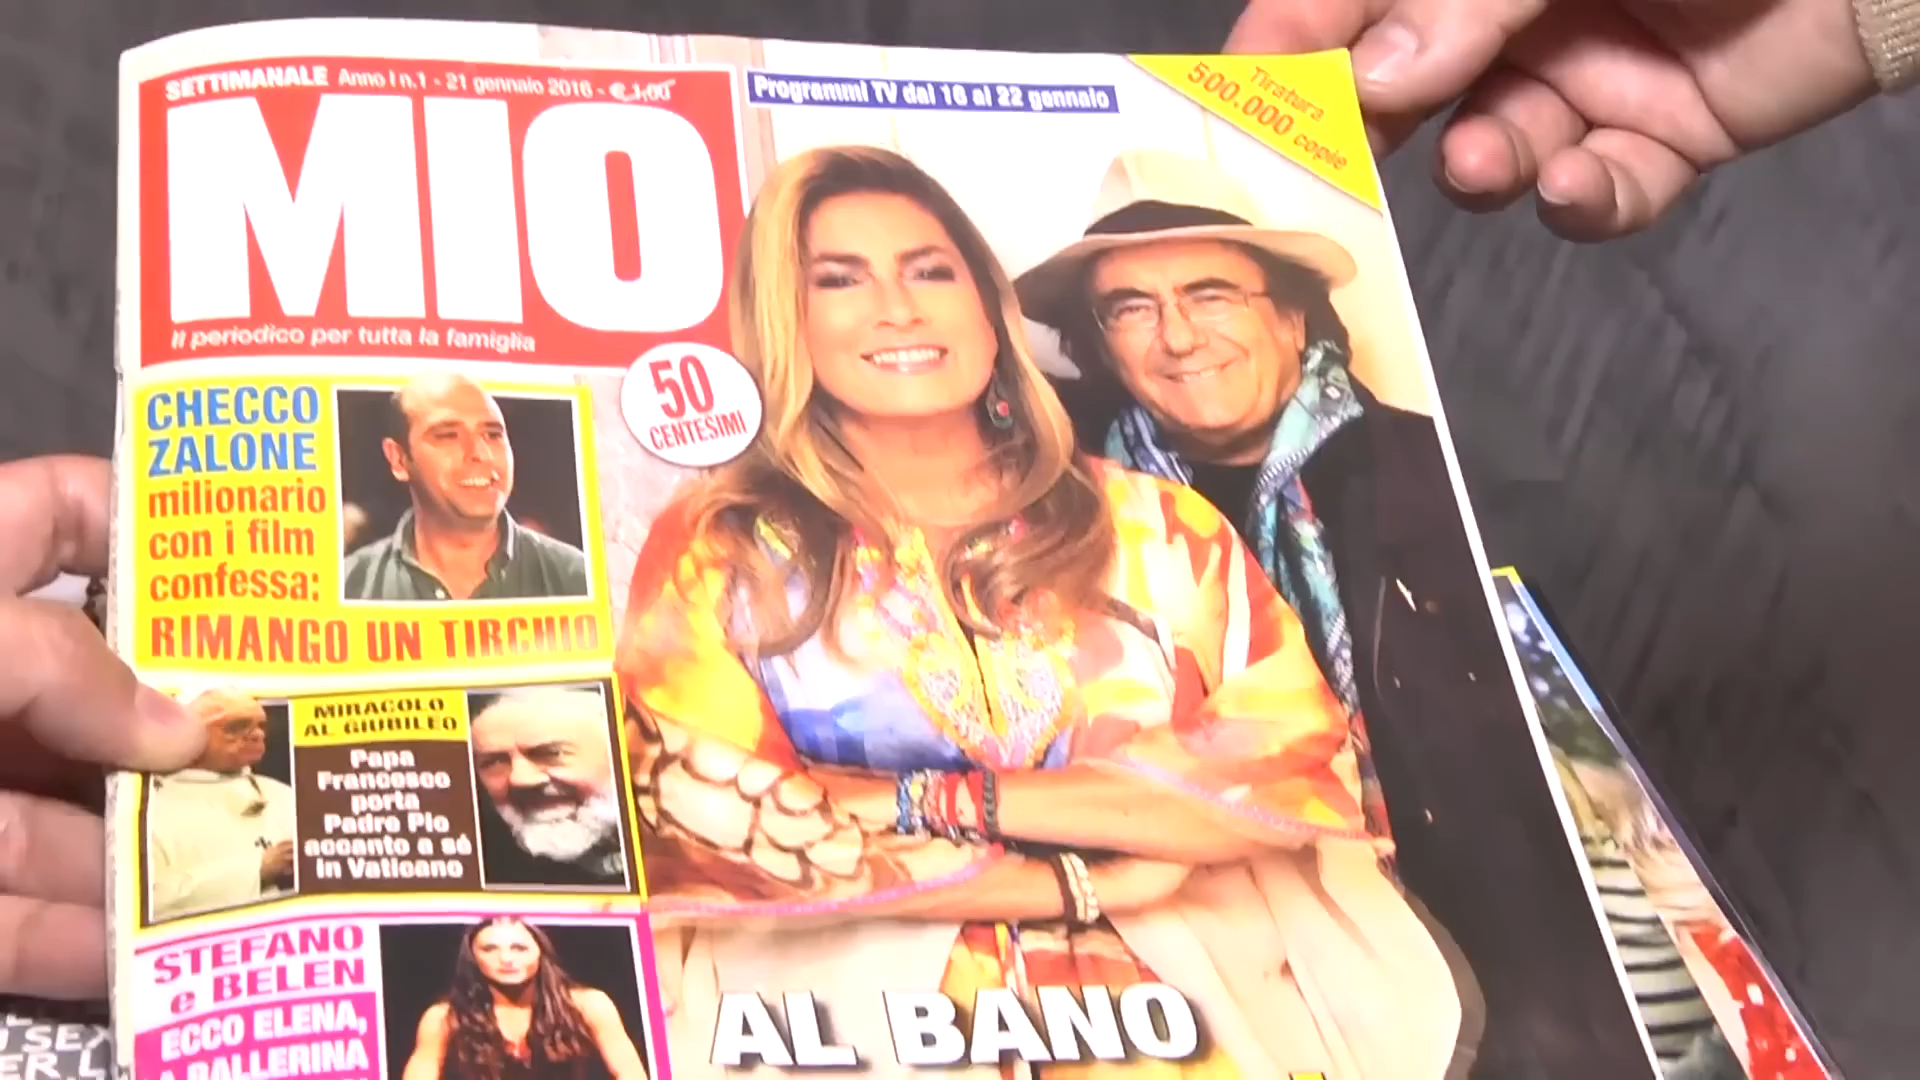 SETTIMANALE Anno I n.1 - 21 gennaio 2016 - € 1,00
MIO
Il periodico per tutta la famiglia
Programmi TV dal 16 al 22 gennaio
Tiratura
500.000 copie
50
CENTESIMI
CHECCO
ZALONE
milionario
con i film
confessa:
RIMANGO UN TIRCHIO
MIRACOLO
AL GIUBILEO
Papa
Francesco
porta
Padre Pio
accanto a sé
in Vaticano
STEFANO
e BELEN
ECCO ELENA,
BALLERINA
AL BANO